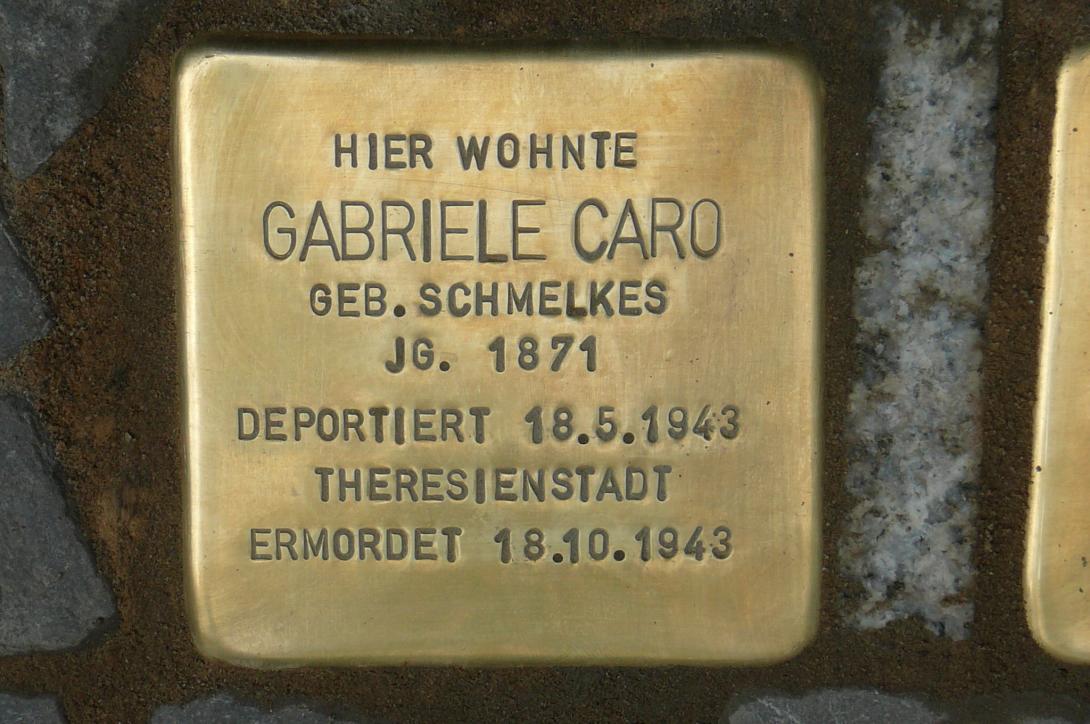 HIER WOHNTE
GABRIELE CARO
GEB. SCHMELKES
JG. 1871
DEPORTIERT 18.5.1943
THERESIENSTADT
ERMORDET 18.10.1943